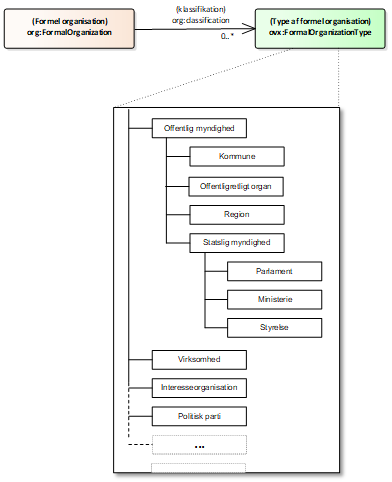 (Formel organisation)
org:FormalOrganization
(klassifikation)
org:classification
0..*
(Type af formel organisation)
ovx:FormalOrganizationType
Offentlig myndighed
Kommune
Offentligretligt organ
Region
Statslig myndighed
Parlament
Ministerie
Styrelse
Virksomhed
Interesseorganisation
Politisk parti
...